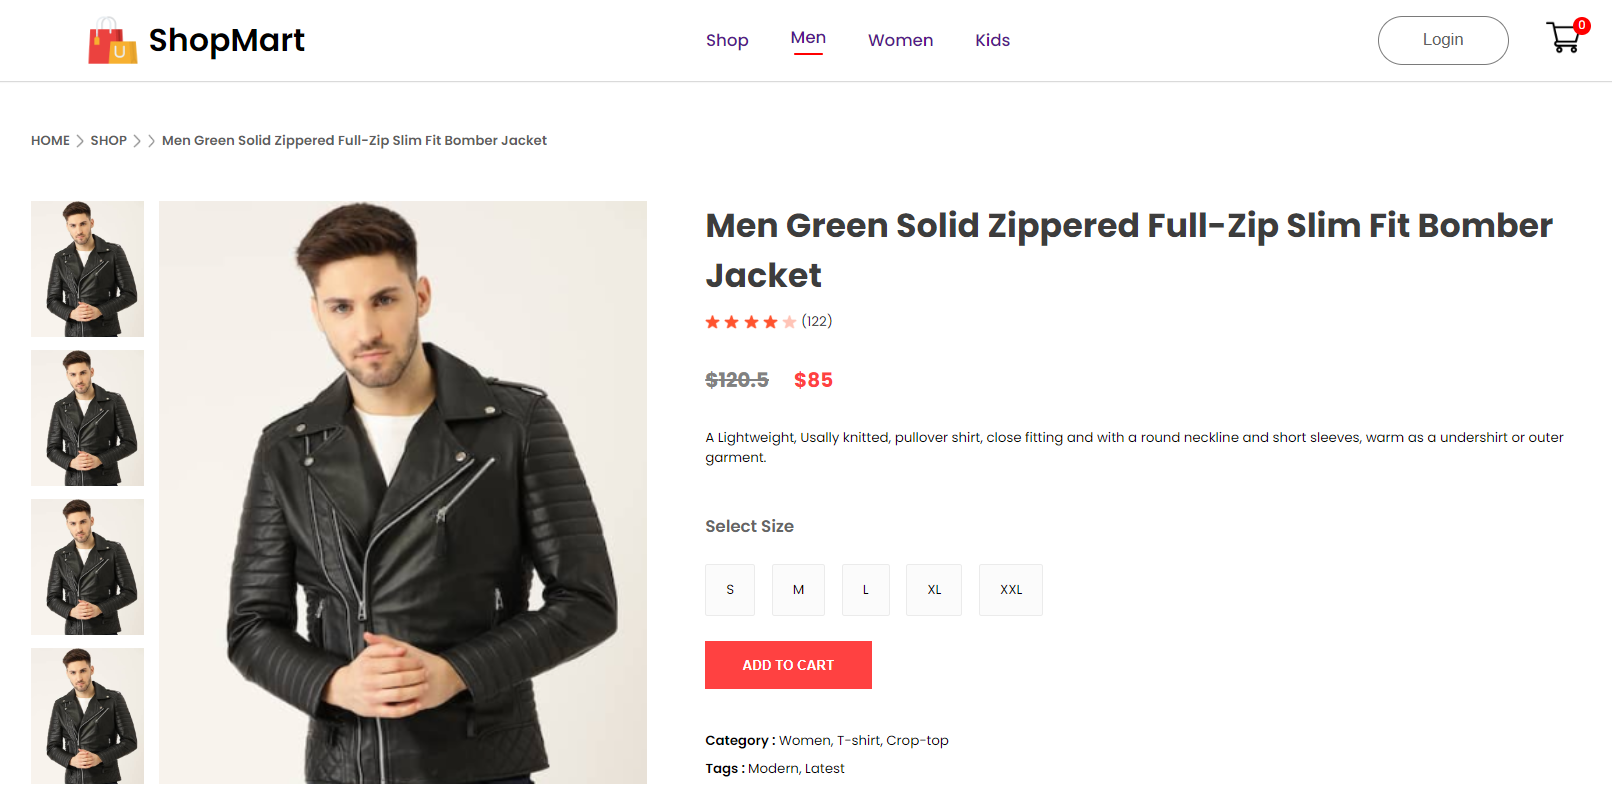 U
ShopMart
Shop
Men
Women
Kids
Login
0
HOME
SHOP
Men Green Solid Zippered Full-Zip Slim Fit Bomber Jacket
Men Green Solid Zippered Full-Zip Slim Fit Bomber
Jacket
(122)
$120.5 $85
A Lightweight, Usally knitted, pullover shirt, close fitting and with a round neckline and short sleeves, warm as a undershirt or outer
garment.
Select Size
S
M
L
XL
XXL
ADD TO CART
Category : Women, T-shirt, Crop-top
Tags : Modern, Latest